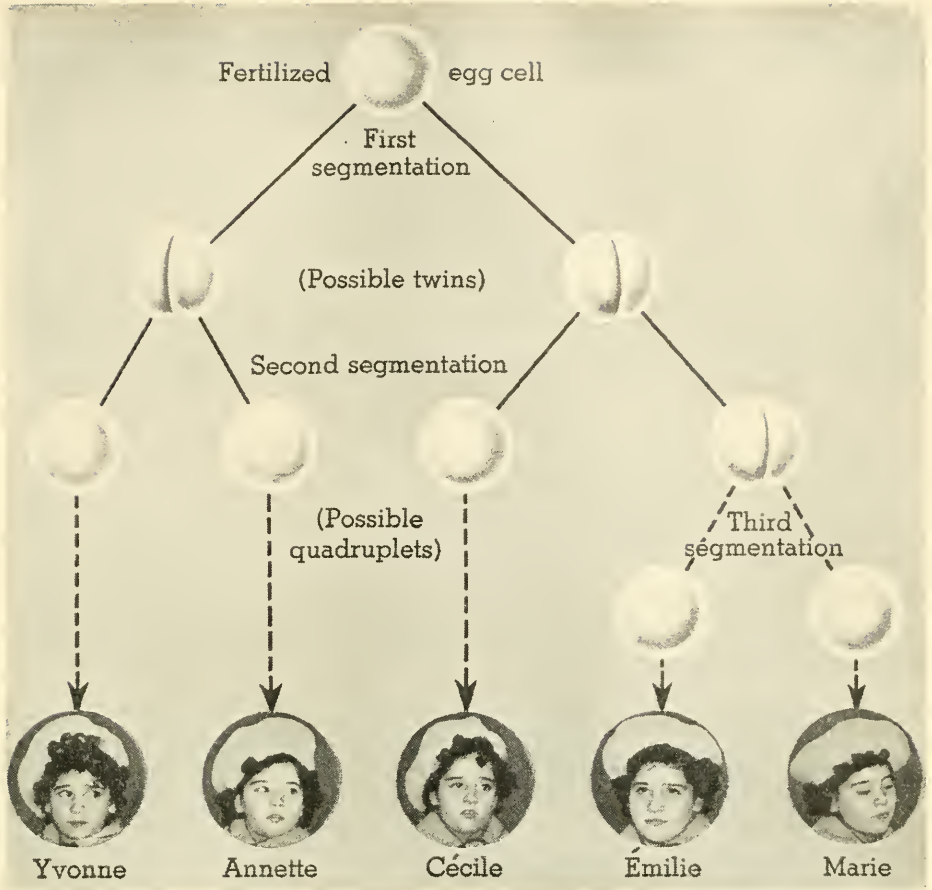 Fertilized egg cell
First
segmentation
(Possible twins)
Second segmentation
(Possible
quadruplets)
Third
segmentation
Yvonne Annette Cécile Émilie Marie